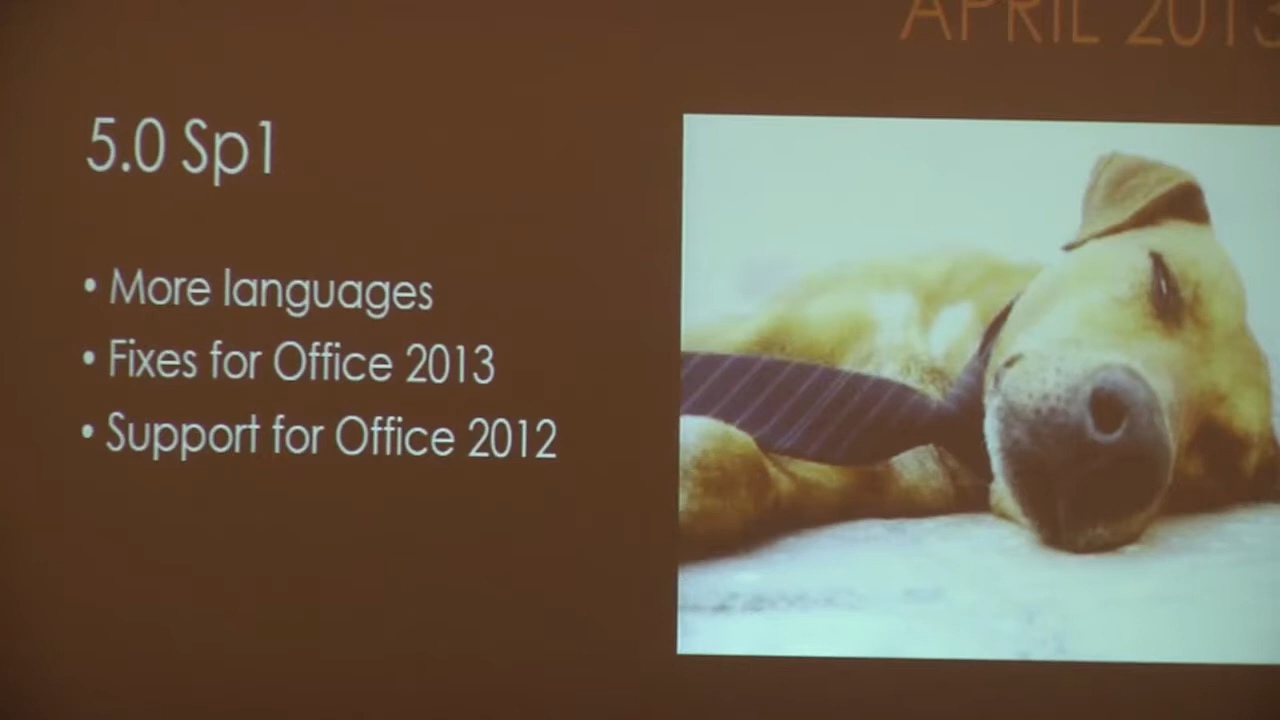 APRIL 2013
5.0 Sp1
• More languages
• Fixes for Office 2013
• Support for Office 2012